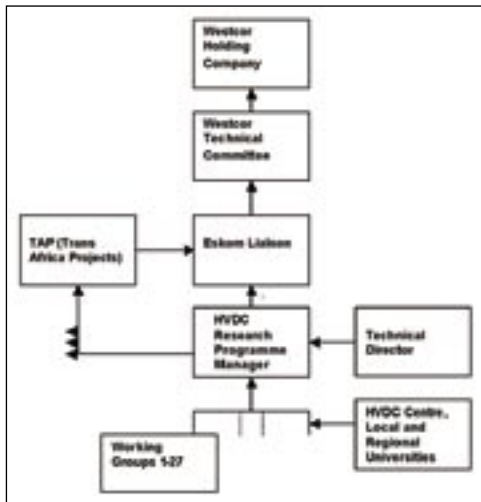 Westcor
Holding
Company
Westcor
Technical
Committee
TAP (Trans
Africa Projects)
Eskom Liaison
HVDC
Research
Programme
Manager
Technical
Director
Working
Groups 1-27
HVDC Centre.,
Local and
Regional
Universities